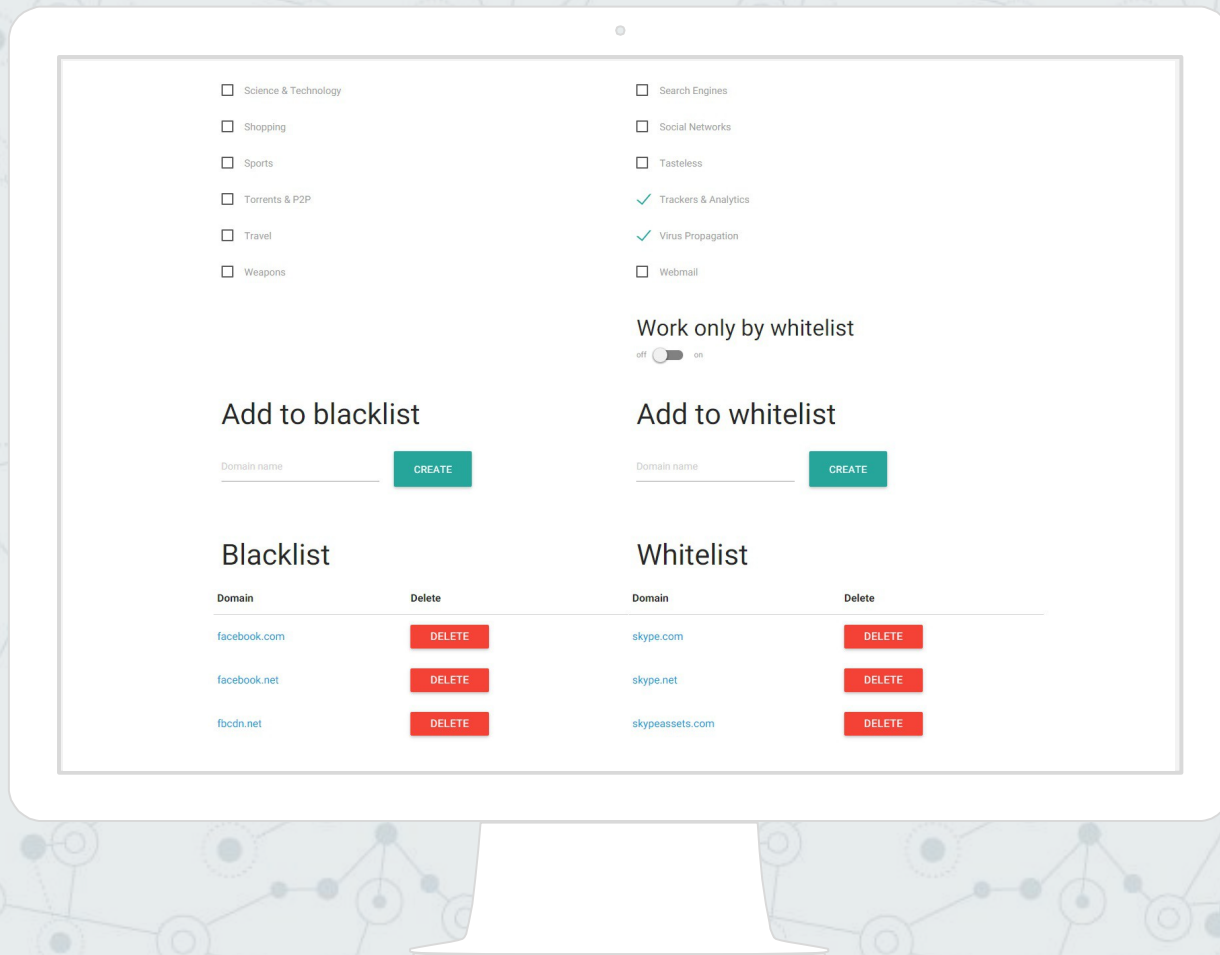 Science & Technology
Search Engines
Shopping
Social Networks
Sports
Tasteless
Torrents & P2P
Trackers & Analytics
Travel
Virus Propagation
Weapons
Webmail
Work only by whitelist
off on
Add to blacklist
Add to whitelist
Domain name CREATE
Domain name CREATE
Blacklist
Whitelist
Domain Delete Domain Delete
facebook.com DELETE skype.com DELETE
facebook.net DELETE skype.net DELETE
fbcdn.net DELETE skypeassets.com DELETE